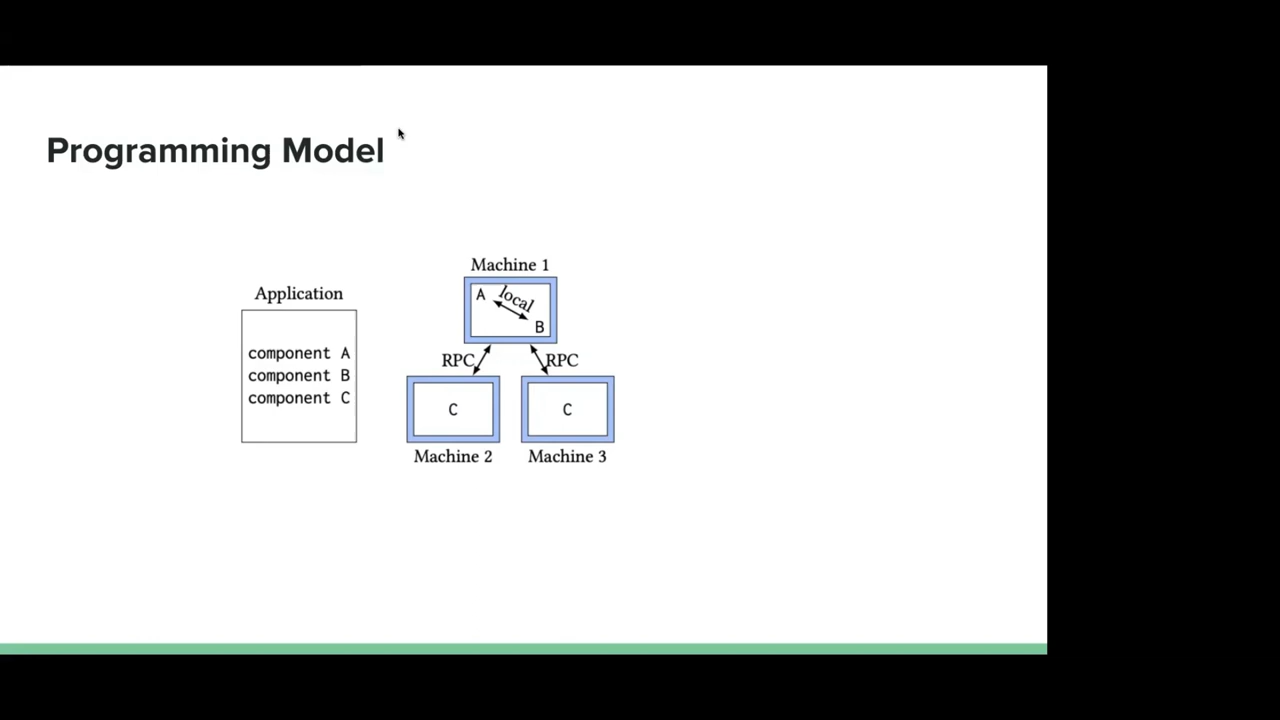 Programming Model
Application
component A
component B
component C
Machine 1
A
local
B
RPC
RPC
C
C
Machine 2
Machine 3